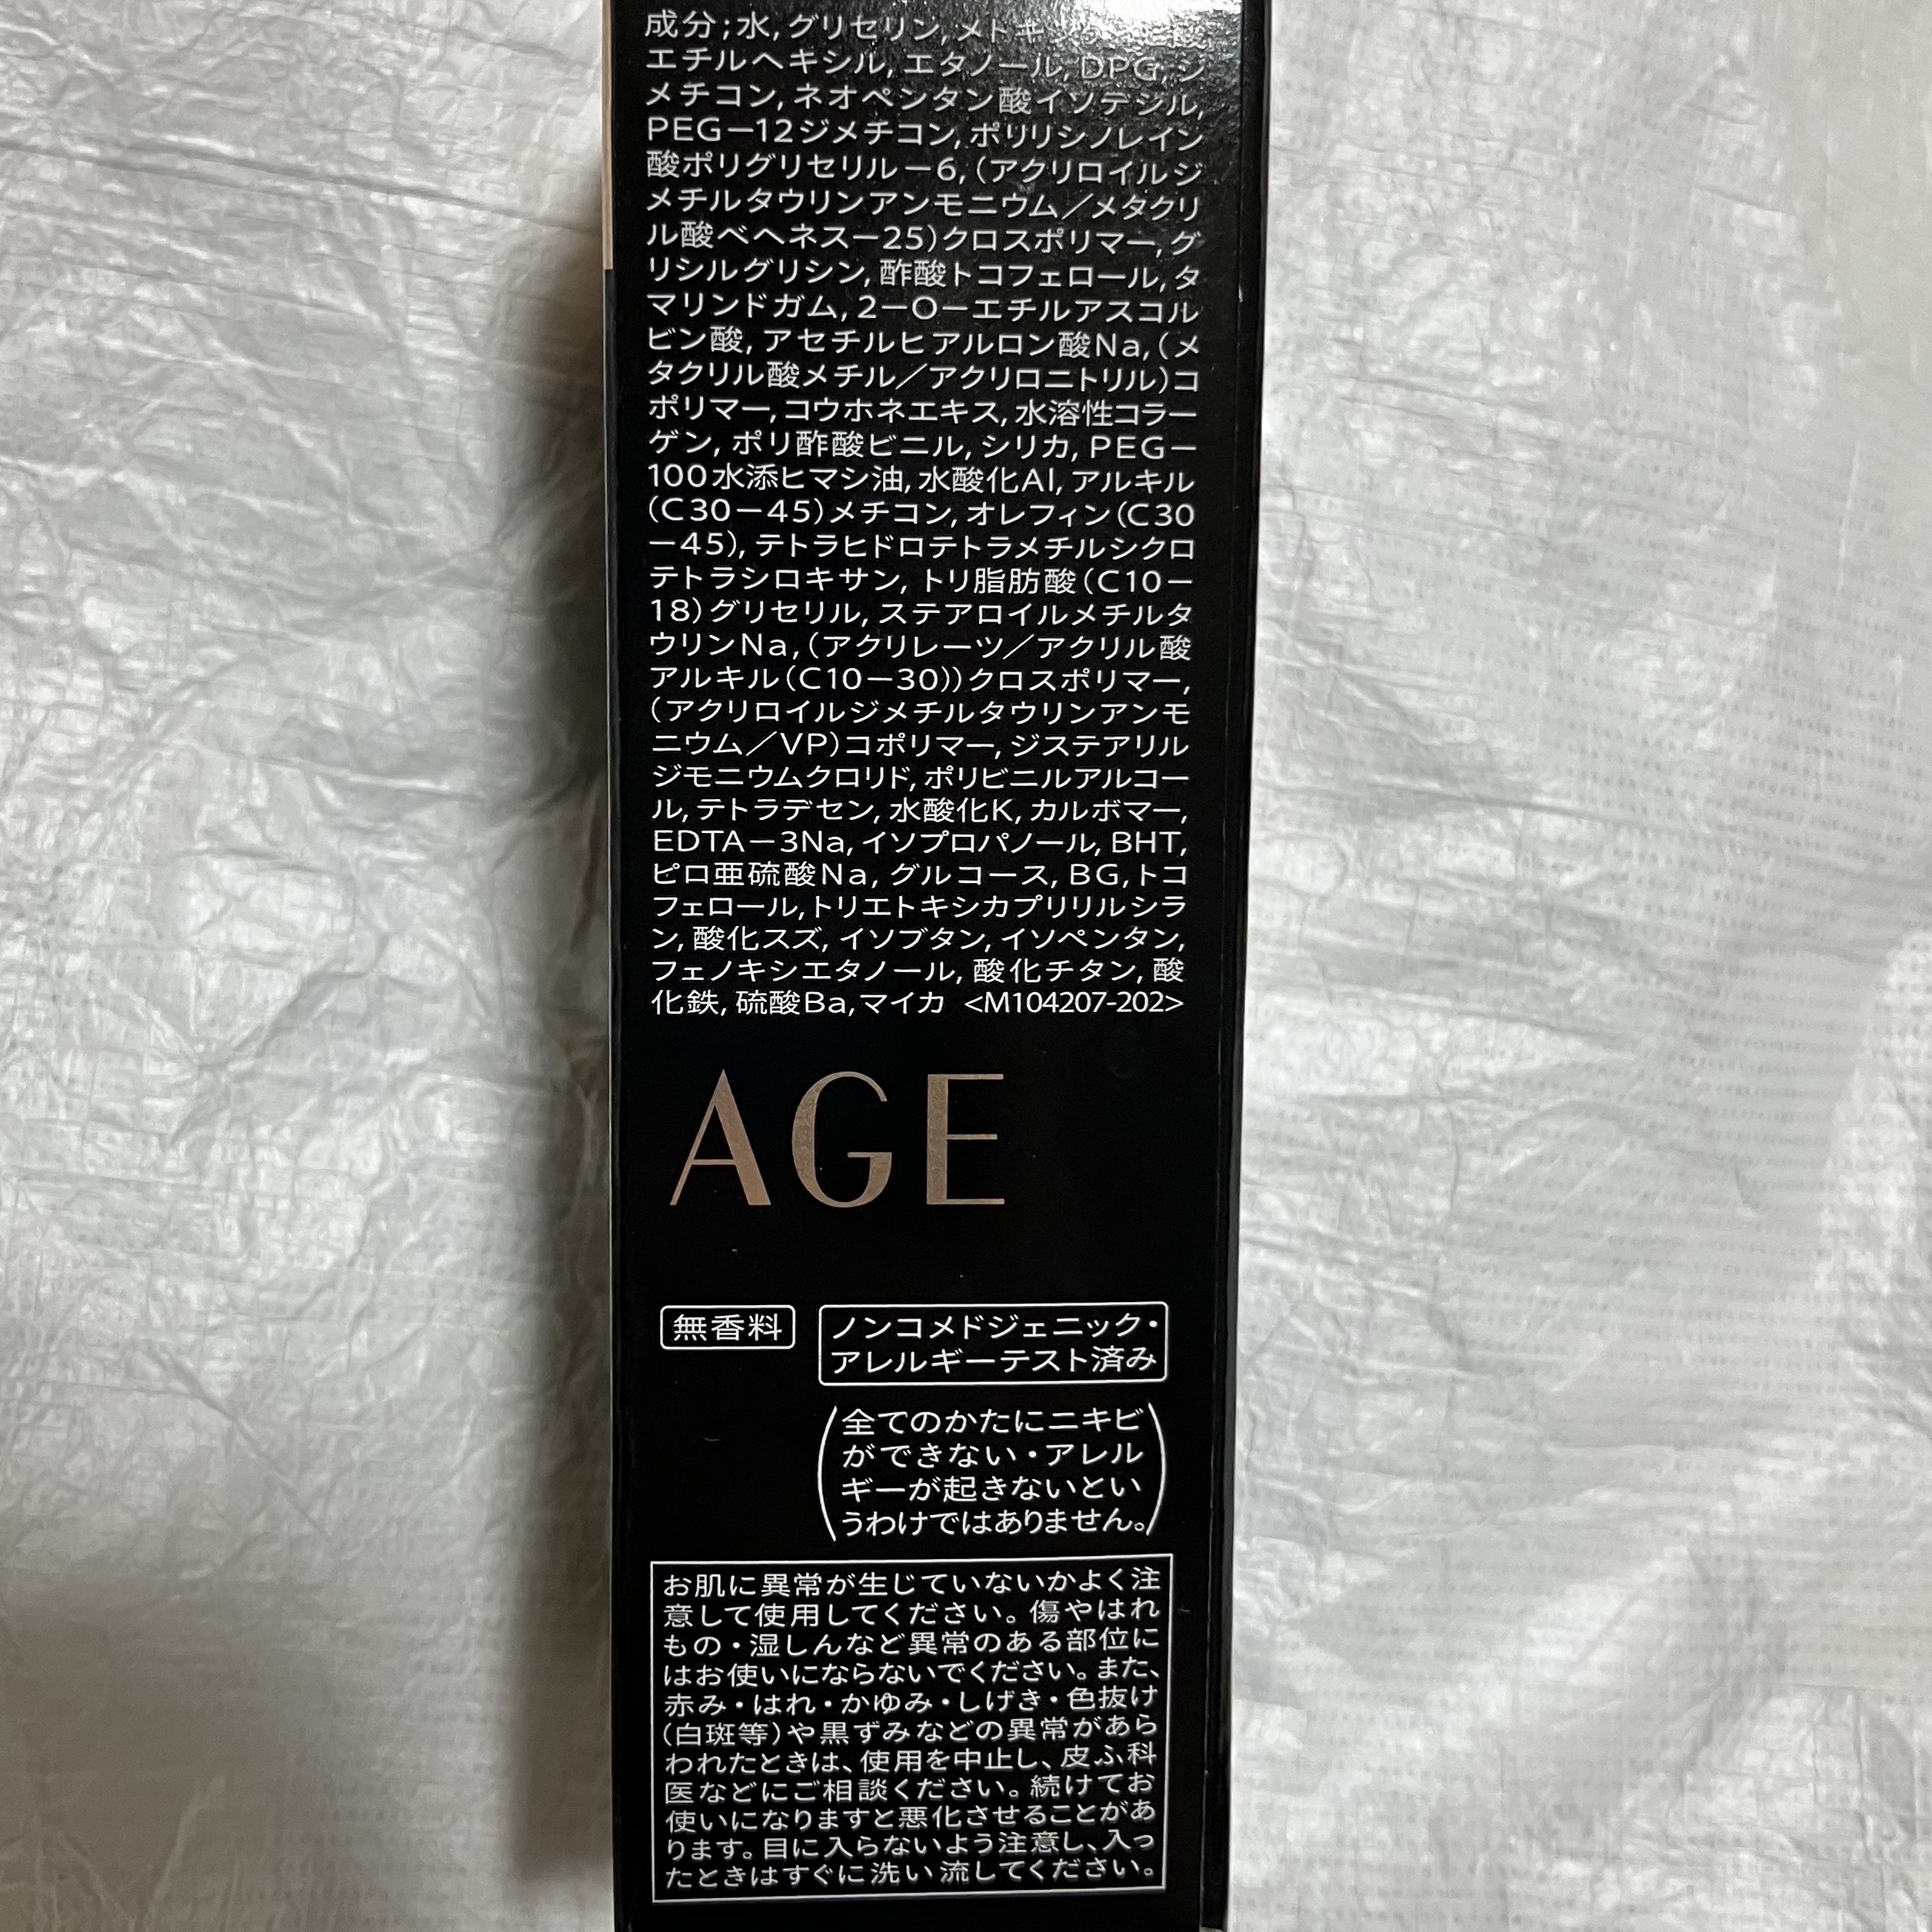 成分；水, グリセリン, メトキ
エチルヘキシル, エタノール, DPG, ジ
メチコン, ネオペンタン酸イソデシル,
PEG－12ジメチコン, ポリリシノレイン
酸ポリグリセリル－6, (アクリロイルジ
メチルタウリンアンモニウム／メタクリ
ル酸ベヘネス－25)クロスポリマー, グ
リシルグリシン, 酢酸トコフェロール, タ
マリンドガム, 2－O－エチルアスコル
ビン酸, アセチルヒアルロン酸Na, (メ
タクリル酸メチル／アクリロニトリル)コ
ポリマー, コウホネエキス, 水溶性コラー
ゲン, ポリ酢酸ビニル, シリカ, PEG－
100水添ヒマシ油, 水酸化Al, アルキル
(C30－45)メチコン, オレフィン(C30
－45), テトラヒドロテトラメチルシクロ
テトラシロキサン, トリ脂肪酸(C10－
18)グリセリル, ステアロイルメチルタ
ウリンNa, (アクリレーツ／アクリル酸
アルキル(C10－30))クロスポリマー,
(アクリロイルジメチルタウリンアンモ
ニウム／VP)コポリマー, ジステアリル
ジモニウムクロリド, ポリビニルアルコー
ル, テトラデセン, 水酸化K, カルボマー,
EDTA－3Na, イソプロパノール, BHT,
ピロ亜硫酸Na, グルコース, BG, トコ
フェロール, トリエトキシカプリリルシラ
ン, 酸化スズ, イソブタン, イソペンタン,
フェノキシエタノール, 酸化チタン, 酸
化鉄, 硫酸Ba, マイカ <M104207-202>
AGE
無香料
ノンコメドジェニック・
アレルギーテスト済み
(全てのかたにニキビ
ができない・アレル
ギーが起きないとい
うわけではありません。)
お肌に異常が生じていないかよく注
意して使用してください。傷やはれ
もの・湿しんなど異常のある部位に
はお使いにならないでください。また、
赤み・はれ・かゆみ・しげき・色抜け
(白斑等)や黒ずみなどの異常があら
われたときは、使用を中止し、皮ふ科
医などにご相談ください。続けてお
使いになりますと悪化させることがあ
ります。目に入らないよう注意し、入っ
たときはすぐに洗い流してください。